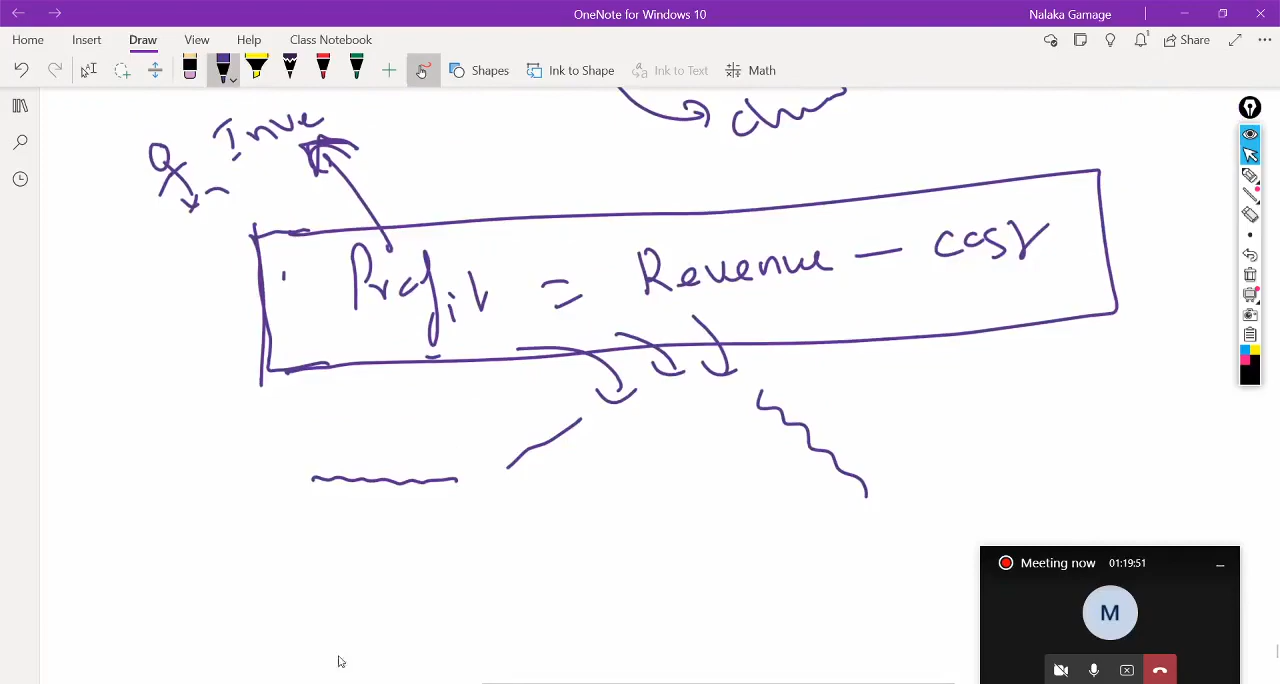 OneNote for Windows 10
Nalaka Gamage
Home Insert Draw View Help Class Notebook
Share
Shapes Ink to Shape Ink to Text Math
Inve
Profit = Revenue - cost
Meeting now 01:19:51
M